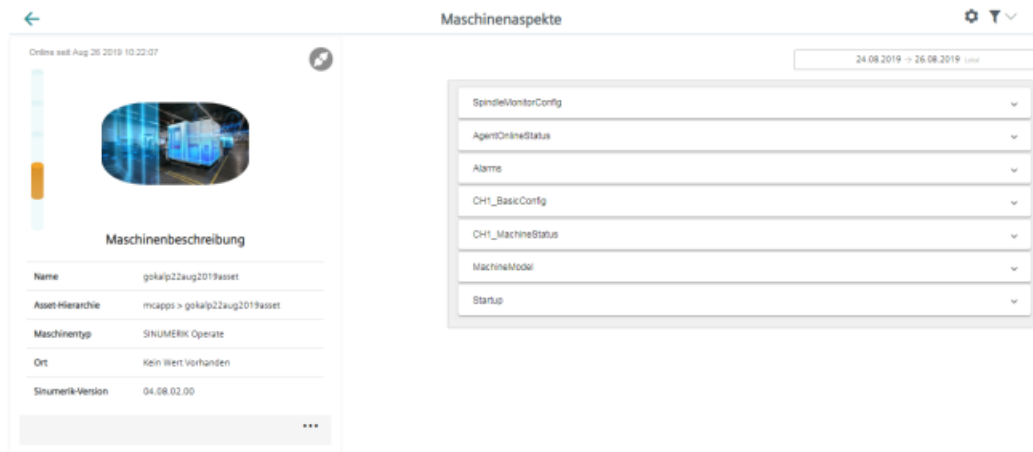 Maschinenaspekte
Online seit Aug 26 2019 10:22:07
24.08.2019 → 26.08.2019
Maschinenbeschreibung
Name gokalp22aug2019asset
Asset-Hierarchie mcapps > gokalp22aug2019asset
Maschinentyp SINUMERIK Operate
Ort Kein Wert Vorhanden
Sinumerik-Version 04.08.02.00
SpindleMonitorConfig
AgentOnlineStatus
Alarms
CH1_BasicConfig
CH1_MachineStatus
MachineModel
Startup